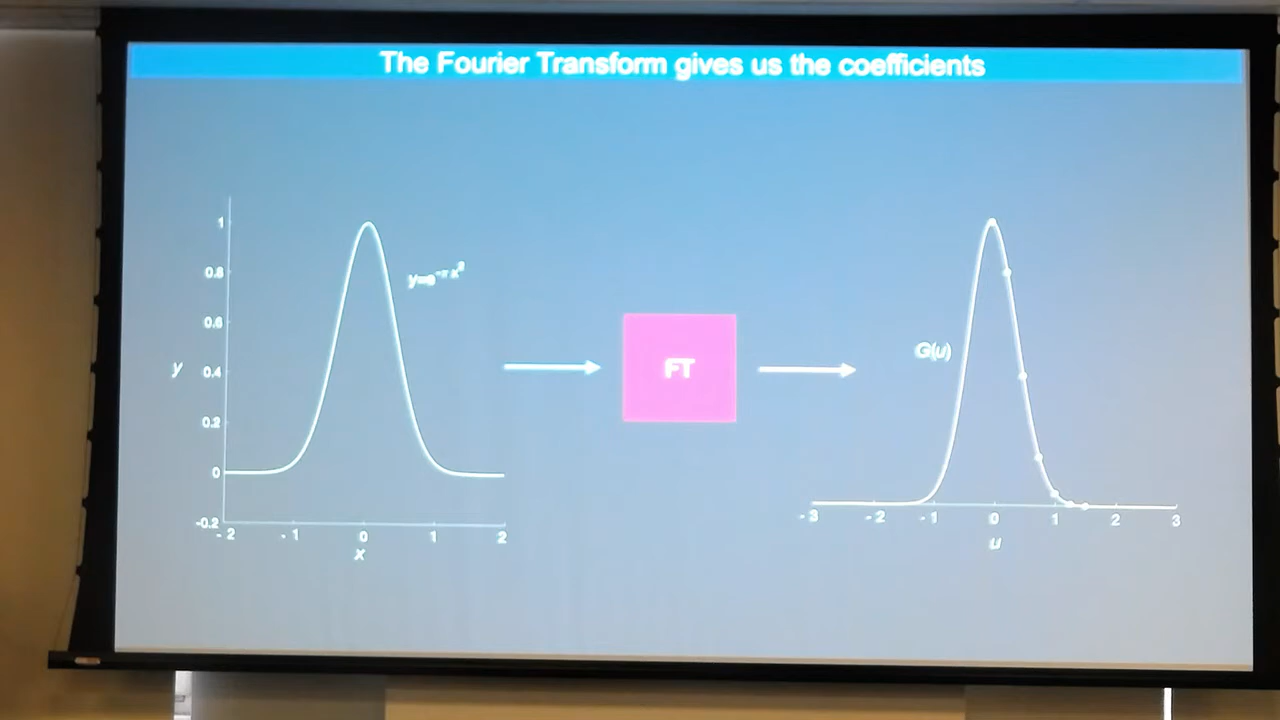 The Fourier Transform gives us the coefficients
1
0.8
0.6
0.4
0.2
0
-0.2
y
y=e^-π x^2
-2 -1 0 1 2
x
FT
G(u)
-3 -2 -1 0 1 2 3
u